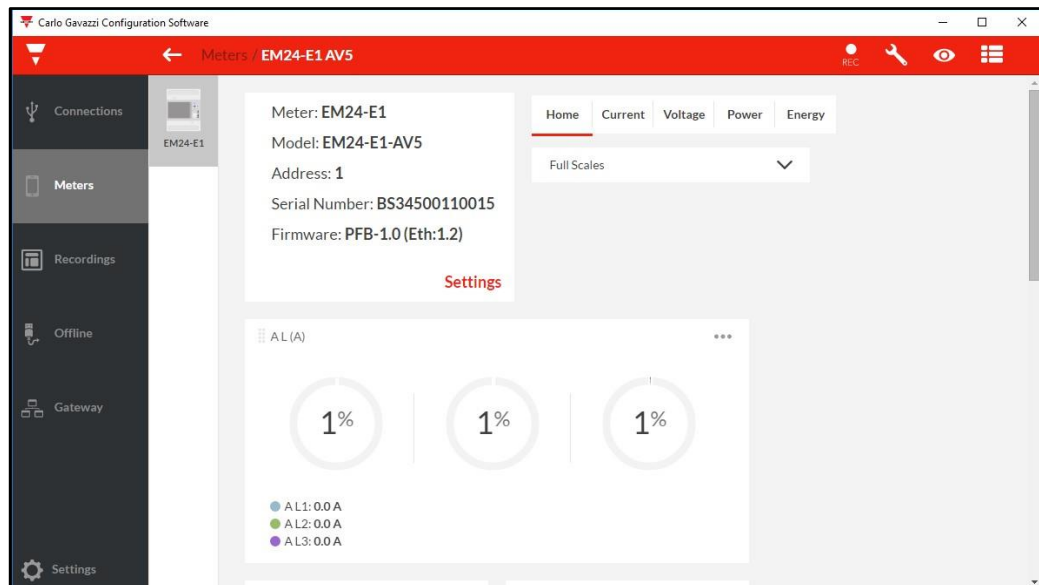 Carlo Gavazzi Configuration Software
Meters / EM24-E1 AV5
REC
Connections
Meters
Recordings
Offline
Gateway
Settings
EM24-E1
Meter: EM24-E1
Model: EM24-E1-AV5
Address: 1
Serial Number: BS34500110015
Firmware: PFB-1.0 (Eth:1.2)
Settings
Home Current Voltage Power Energy
Full Scales
A L (A)
1% 1% 1%
A L1: 0.0 A
A L2: 0.0 A
A L3: 0.0 A